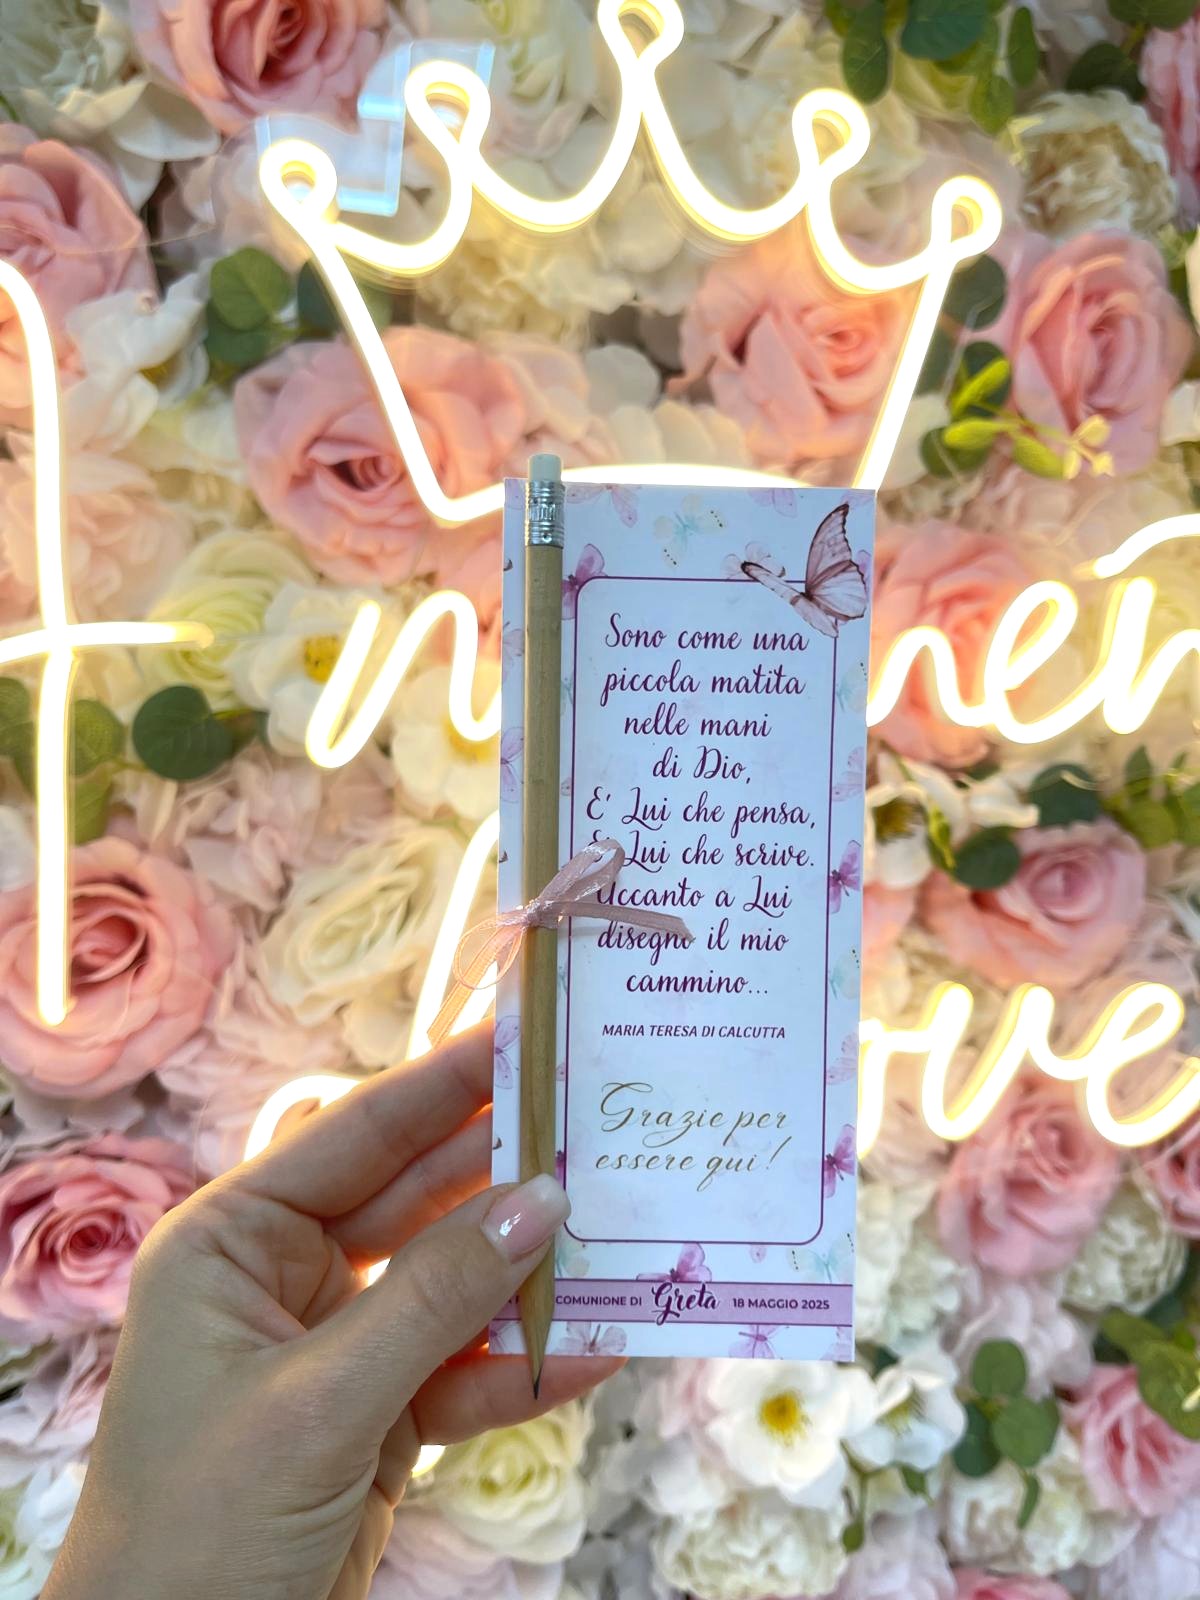 Sono come una
piccola matita
nelle mani
di Dio,
E' Lui che pensa,
E' Lui che scrive.
Accanto a Lui
disegno il mio
cammino...
MARIA TERESA DI CALCUTTA
Grazie per
essere qui!
COMUNIONE DI Greta 18 MAGGIO 2025